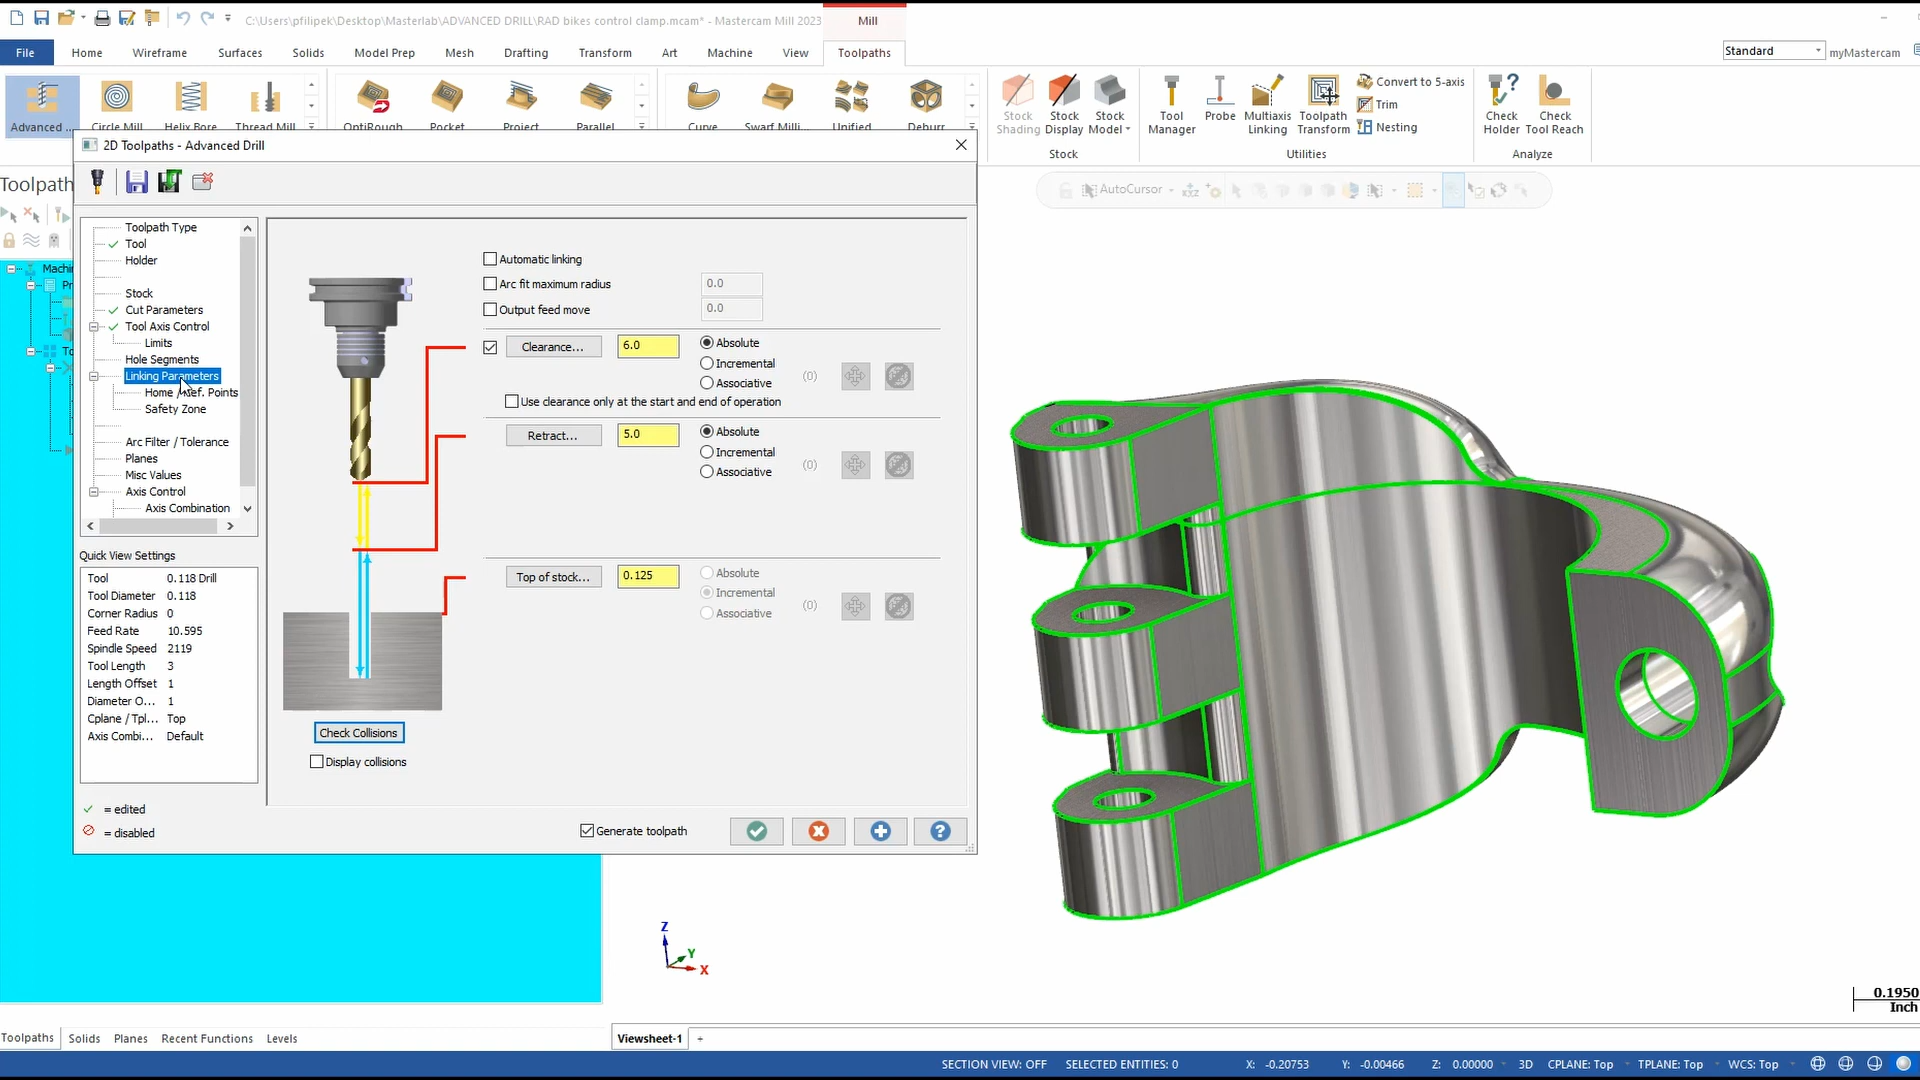 C:\Users\pfilipek\Desktop\Masterlab\ADVANCED DRILL\RAD bikes control clamp.mcam* - Mastercam Mill 2023
Mill
File Home Wireframe Surfaces Solids Model Prep Mesh Drafting Transform Art Machine View Toolpaths
Standard
myMastercam
Advanced ... Circle Mill Helix Bore Thread Mill OptiRough Pocket Project Parallel Curve Swarf Milli... Unified Deburr
Stock Shading
Stock Display
Stock Model
Stock
Tool Manager
Probe
Multiaxis Linking
Toolpath Transform
Convert to 5-axis
Trim
Nesting
Utilities
Check Holder
Check Tool Reach
Analyze
AutoCursor
Toolpath
Machi
Pr
To
2D Toolpaths - Advanced Drill
Toolpath Type
Tool
Holder
Stock
Cut Parameters
Tool Axis Control
Limits
Hole Segments
Linking Parameters
Home / Ref. Points
Safety Zone
Arc Filter / Tolerance
Planes
Misc Values
Axis Control
Axis Combination
Quick View Settings
Tool 0.118 Drill
Tool Diameter 0.118
Corner Radius 0
Feed Rate 10.595
Spindle Speed 2119
Tool Length 3
Length Offset 1
Diameter O... 1
Cplane / Tpl... Top
Axis Combi... Default
= edited
= disabled
Automatic linking
Arc fit maximum radius 0.0
Output feed move 0.0
Clearance... 6.0
Absolute
Incremental
Associative
(0)
Use clearance only at the start and end of operation
Retract... 5.0
Absolute
Incremental
Associative
(0)
Top of stock... 0.125
Absolute
Incremental
Associative
(0)
Check Collisions
Display collisions
Generate toolpath
Z
Y
X
0.1950
Inch
Toolpaths Solids Planes Recent Functions Levels
Viewsheet-1 +
SECTION VIEW: OFF SELECTED ENTITIES: 0 X: -0.20753 Y: -0.00466 Z: 0.00000 3D CPLANE: Top TPLANE: Top WCS: Top